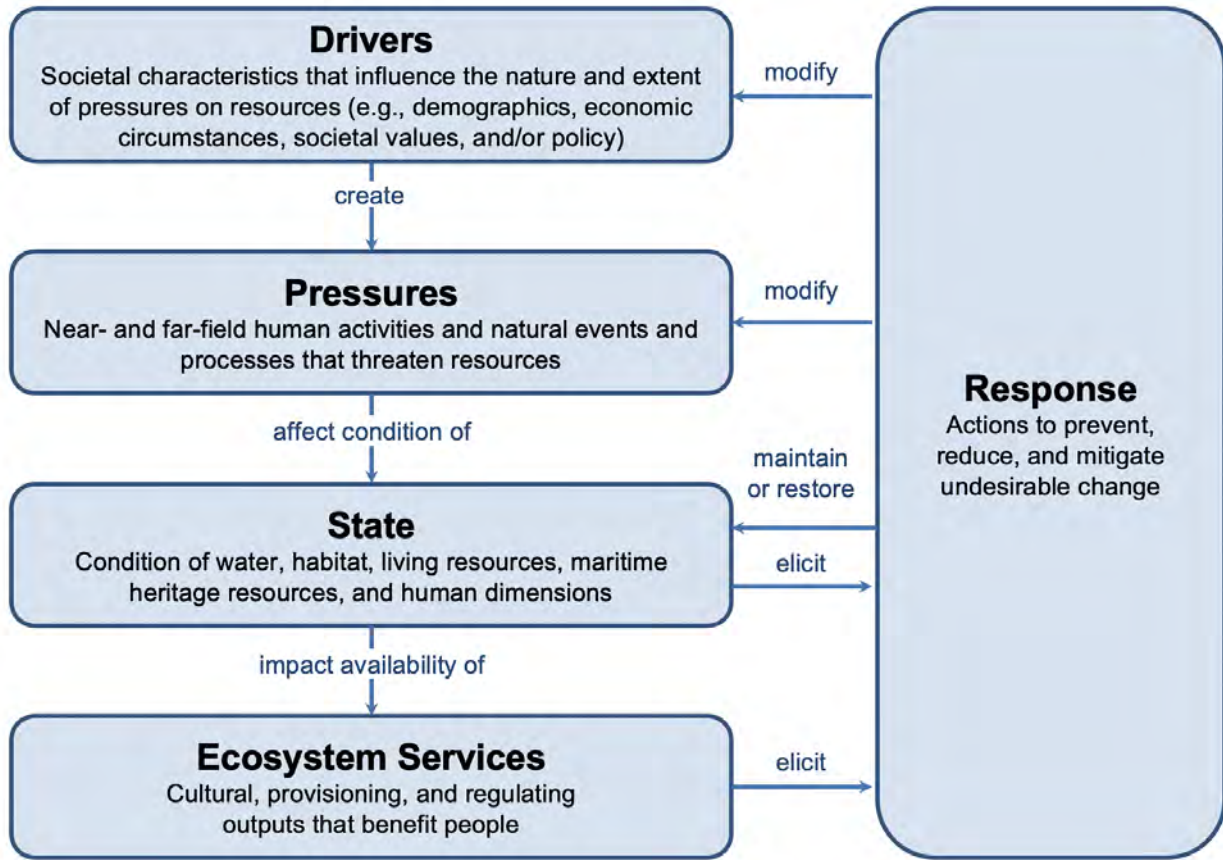 Drivers
Societal characteristics that influence the nature and extent
of pressures on resources (e.g., demographics, economic
circumstances, societal values, and/or policy)
modify
create
Pressures
Near- and far-field human activities and natural events and
processes that threaten resources
modify
affect condition of
State
Condition of water, habitat, living resources, maritime
heritage resources, and human dimensions
maintain
or restore
elicit
impact availability of
Ecosystem Services
Cultural, provisioning, and regulating
outputs that benefit people
elicit
Response
Actions to prevent,
reduce, and mitigate
undesirable change